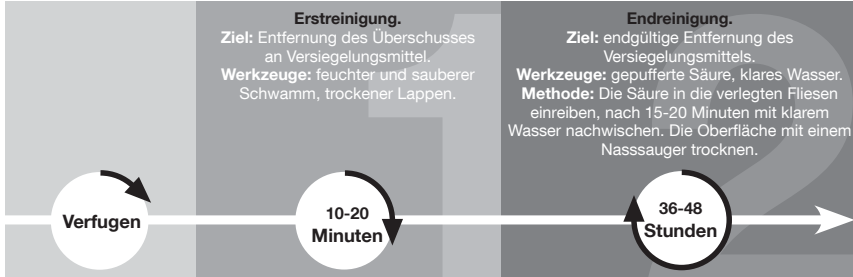 Erstreinigung.
Ziel: Entfernung des Überschusses
an Versiegelungsmittel.
Werkzeuge: feuchter und sauberer
Schwamm, trockener Lappen.
1
Endreinigung.
Ziel: endgültige Entfernung des
Versiegelungsmittels.
Werkzeuge: gepufferte Säure, klares Wasser.
Methode: Die Säure in die verlegten Fliesen
einreiben, nach 15-20 Minuten mit klarem
Wasser nachwischen. Die Oberfläche mit einem
Nasssauger trocknen.
2
Verfugen
10-20
Minuten
36-48
Stunden